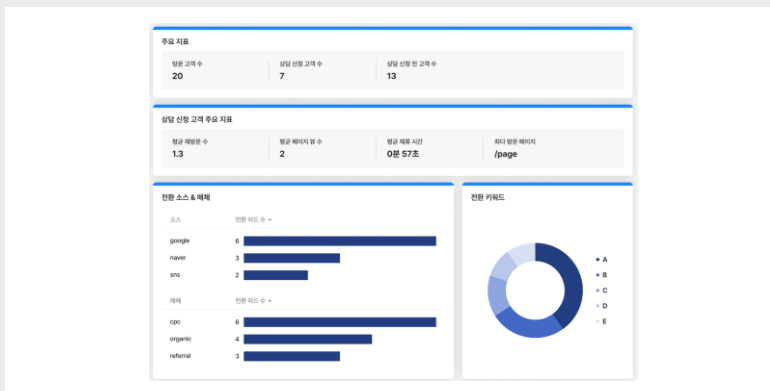 주요 지표
방문 고객 수 상담 신청 고객 수 상담 신청 전 고객 수
20 7 13
상담 신청 고객 주요 지표
평균 재방문 수 평균 페이지 뷰 수 평균 체류 시간 최다 방문 페이지
1.3 2 0분 57초 /page
전환 소스 & 매체
소스 전환 리드 수
google 6
naver 3
sns 2
매체 전환 리드 수
cpc 6
organic 4
referral 3
전환 키워드
A
B
C
D
E